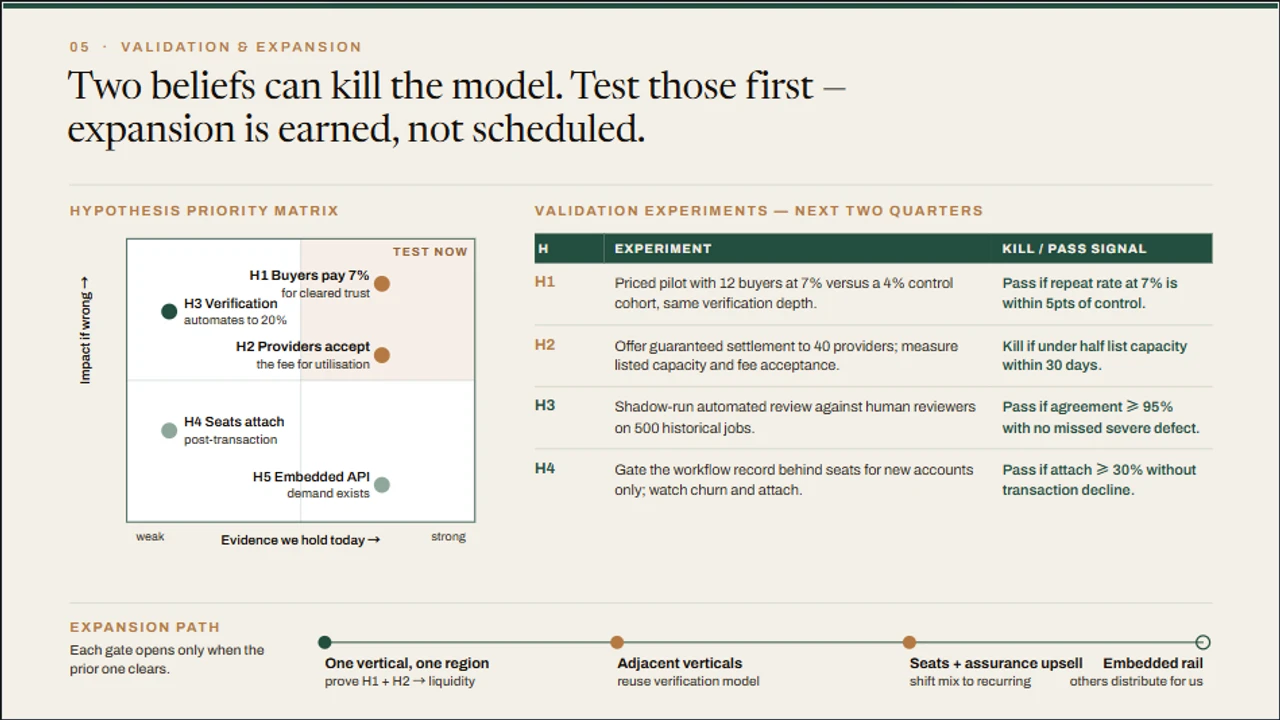 05 · VALIDATION & EXPANSION
Two beliefs can kill the model. Test those first –
expansion is earned, not scheduled.
HYPOTHESIS PRIORITY MATRIX
TEST NOW
H1 Buyers pay 7%
for cleared trust
H3 Verification
automates to 20%
H2 Providers accept
the fee for utilisation
H4 Seats attach
post-transaction
H5 Embedded API
demand exists
Impact if wrong →
weak
Evidence we hold today →
strong
VALIDATION EXPERIMENTS — NEXT TWO QUARTERS
H EXPERIMENT KILL / PASS SIGNAL
H1 Priced pilot with 12 buyers at 7% versus a 4% control Pass if repeat rate at 7% is
cohort, same verification depth. within 5pts of control.
H2 Offer guaranteed settlement to 40 providers; measure Kill if under half list capacity
listed capacity and fee acceptance. within 30 days.
H3 Shadow-run automated review against human reviewers Pass if agreement ⩾ 95%
on 500 historical jobs. with no missed severe defect.
H4 Gate the workflow record behind seats for new accounts Pass if attach ⩾ 30% without
only; watch churn and attach. transaction decline.
EXPANSION PATH
Each gate opens only when the
prior one clears.
One vertical, one region
prove H1 + H2 → liquidity
Adjacent verticals
reuse verification model
Seats + assurance upsell
shift mix to recurring
Embedded rail
others distribute for us